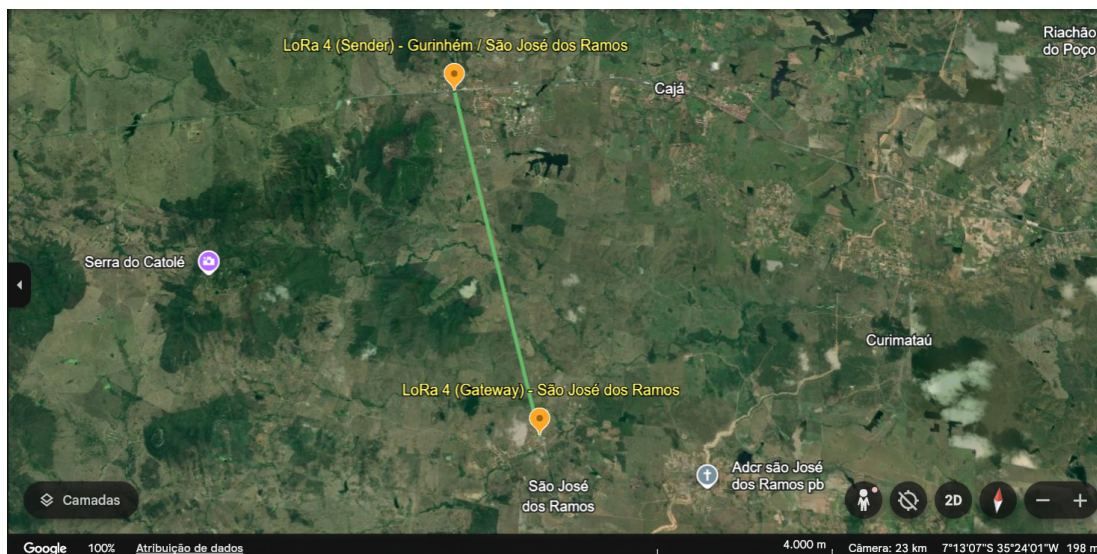 Riachão
do Poço
LoRa 4 (Sender) - Gurinhém / São José dos Ramos
Cajá
Serra do Catolé
Curimataú
LoRa 4 (Gateway) - São José dos Ramos
Adcr são José
dos Ramos pb
São José
dos Ramos
Camadas
2D
Google 100% Atribuição de dados 4.000 m Câmera: 23 km 7°13'07"S 35°24'01"W 198 m